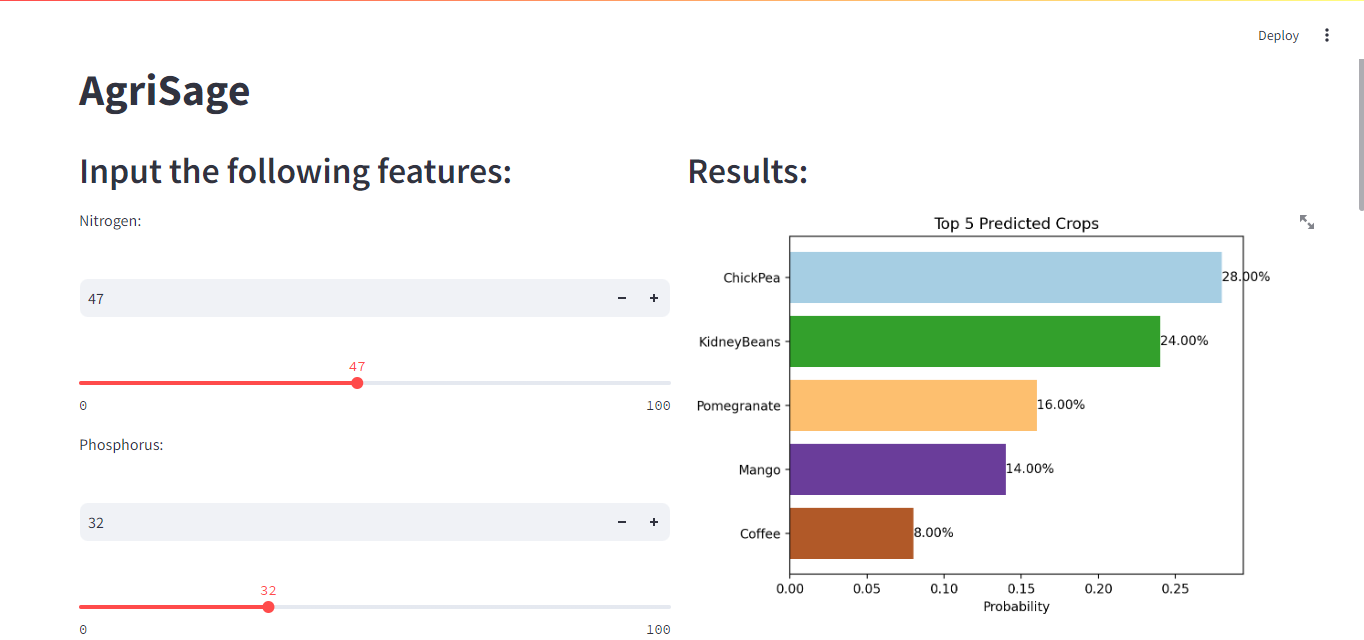 Deploy
AgriSage
Input the following features:
Nitrogen:
47
− +
47
0 100
Phosphorus:
32
− +
32
0 100
Results:
Top 5 Predicted Crops
ChickPea 28.00%
KidneyBeans 24.00%
Pomegranate 16.00%
Mango 14.00%
Coffee 8.00%
0.00 0.05 0.10 0.15 0.20 0.25
Probability